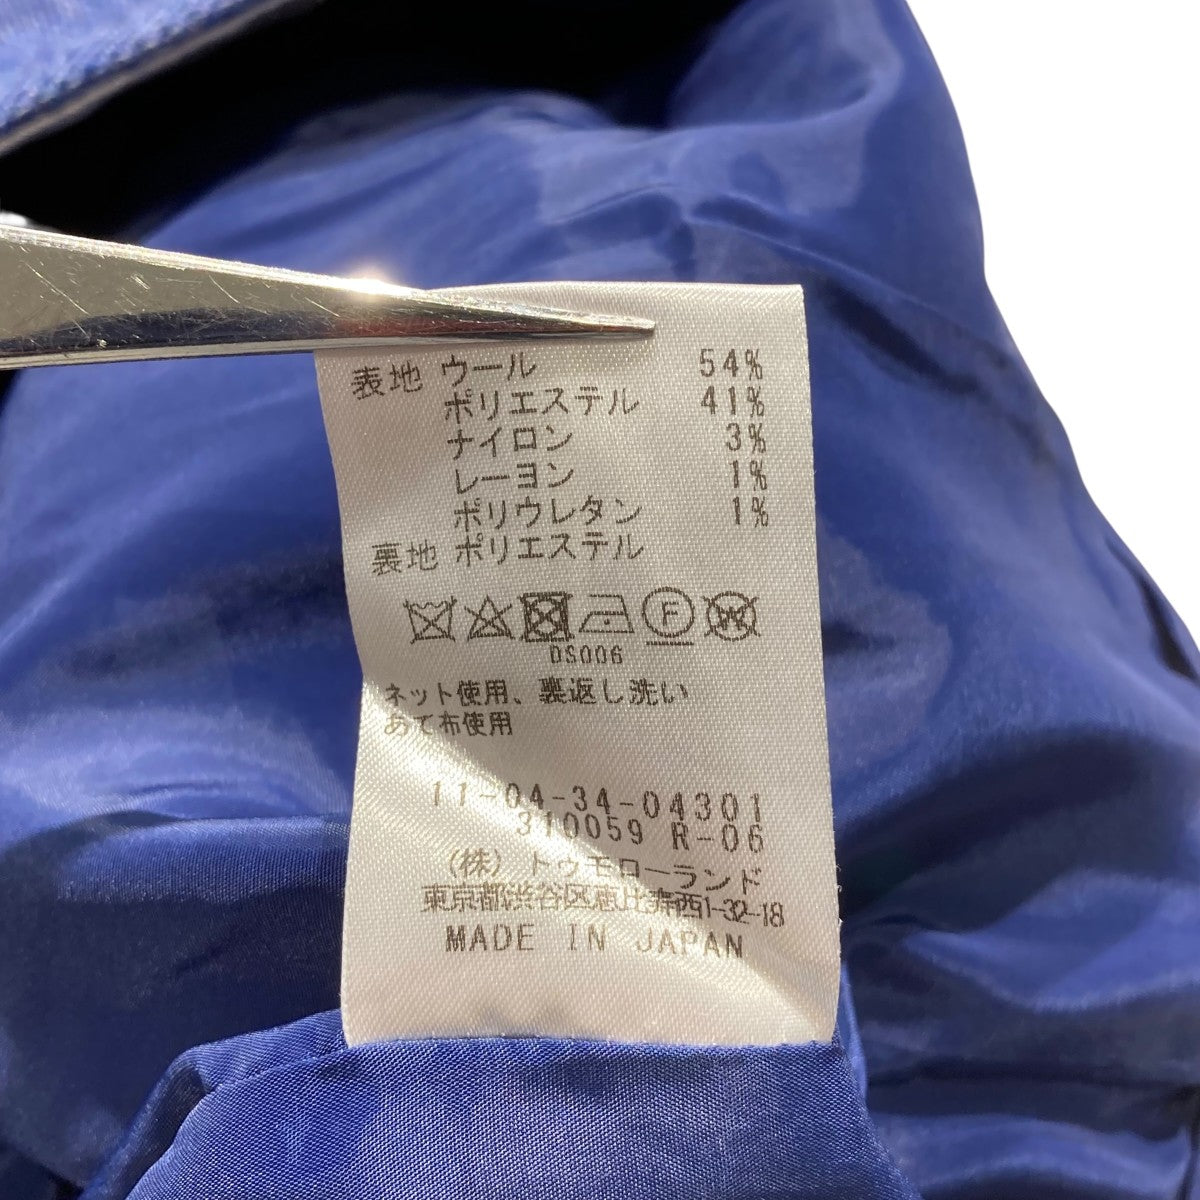 表地 ウール 54%
ポリエステル 41%
ナイロン 3%
レーヨン 1%
ポリウレタン 1%
裏地 ポリエステル
F W
DS006
ネット使用、裏返し洗い
あて布使用
11-04-34-04301
310059 R-06
(株) トゥモローランド
東京都渋谷区恵比寿西1-32-18
MADE IN JAPAN